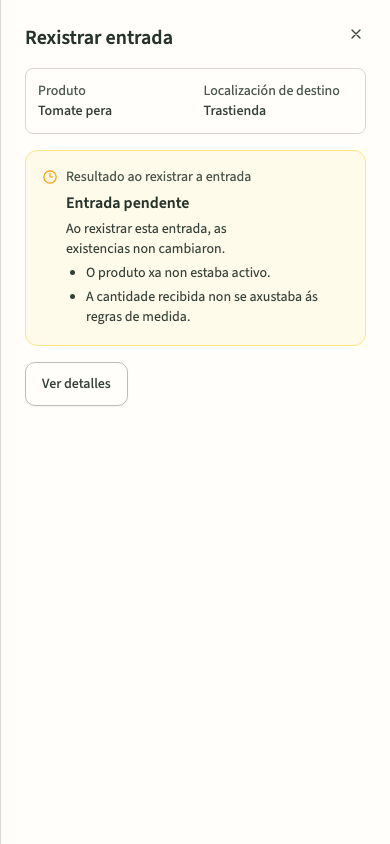 Rexistrar entrada
Produto
Localización de destino
Tomate pera
Trastienda
Resultado ao rexistrar a entrada
Entrada pendente
Ao rexistrar esta entrada, as
existencias non cambiaron.
O produto xa non estaba activo.
A cantidade recibida non se axustaba ás
regras de medida.
Ver detalles